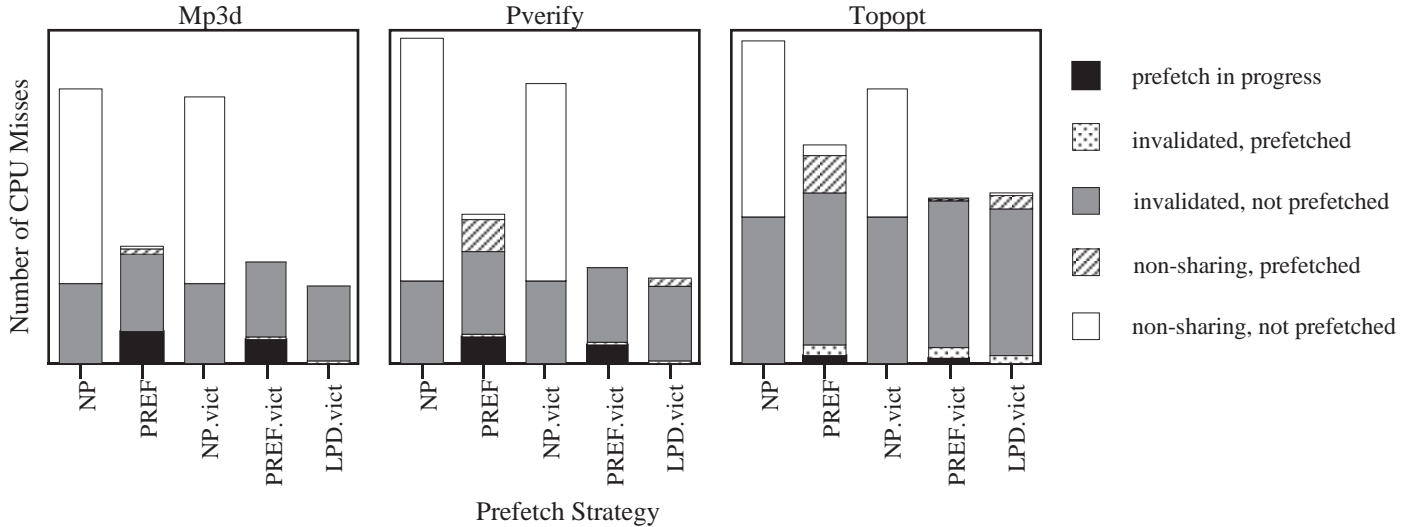 Mp3d
Pverify
Topopt
Number of CPU Misses
NP
PREF
NP.vict
PREF.vict
LPD.vict
NP
PREF
NP.vict
PREF.vict
LPD.vict
NP
PREF
NP.vict
PREF.vict
LPD.vict
Prefetch Strategy
prefetch in progress
invalidated, prefetched
invalidated, not prefetched
non-sharing, prefetched
non-sharing, not prefetched